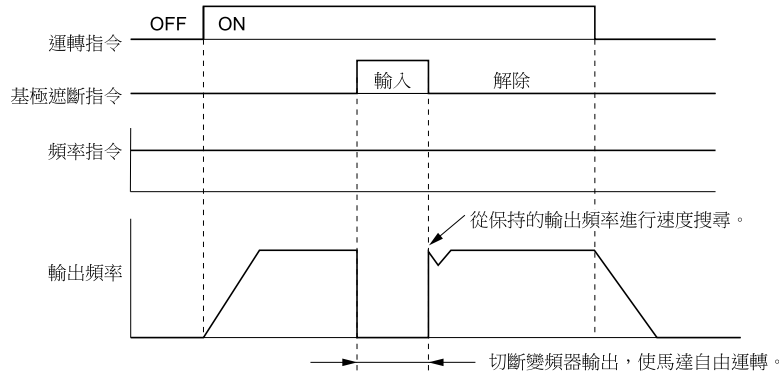 OFF ON
運轉指令
輸入 解除
基極遮斷指令
頻率指令
從保持的輸出頻率進行速度搜尋。
輸出頻率
切斷變頻器輸出，使馬達自由運轉。